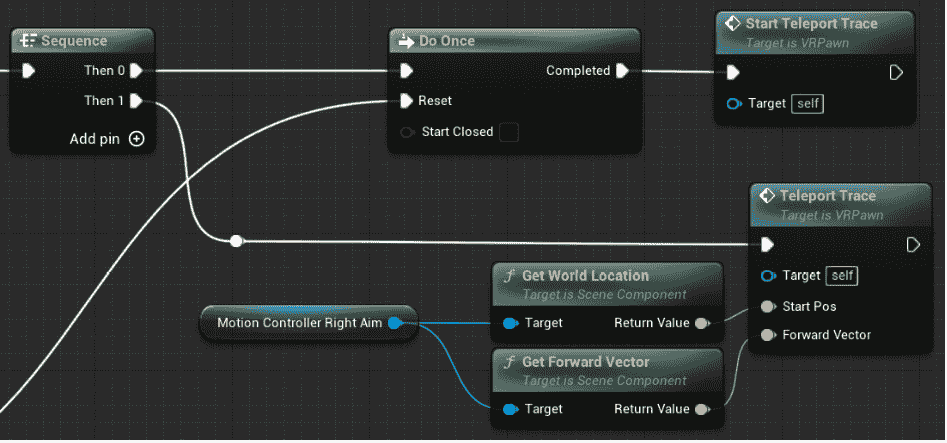 Sequence
Then 0
Then 1
Add pin
Do Once
Completed
Reset
Start Closed
Start Teleport Trace
Target is VRPawn
Target self
Teleport Trace
Target is VRPawn
Target self
Start Pos
Forward Vector
Motion Controller Right Aim
f Get World Location
Target is Scene Component
Target Return Value
f Get Forward Vector
Target is Scene Component
Target Return Value